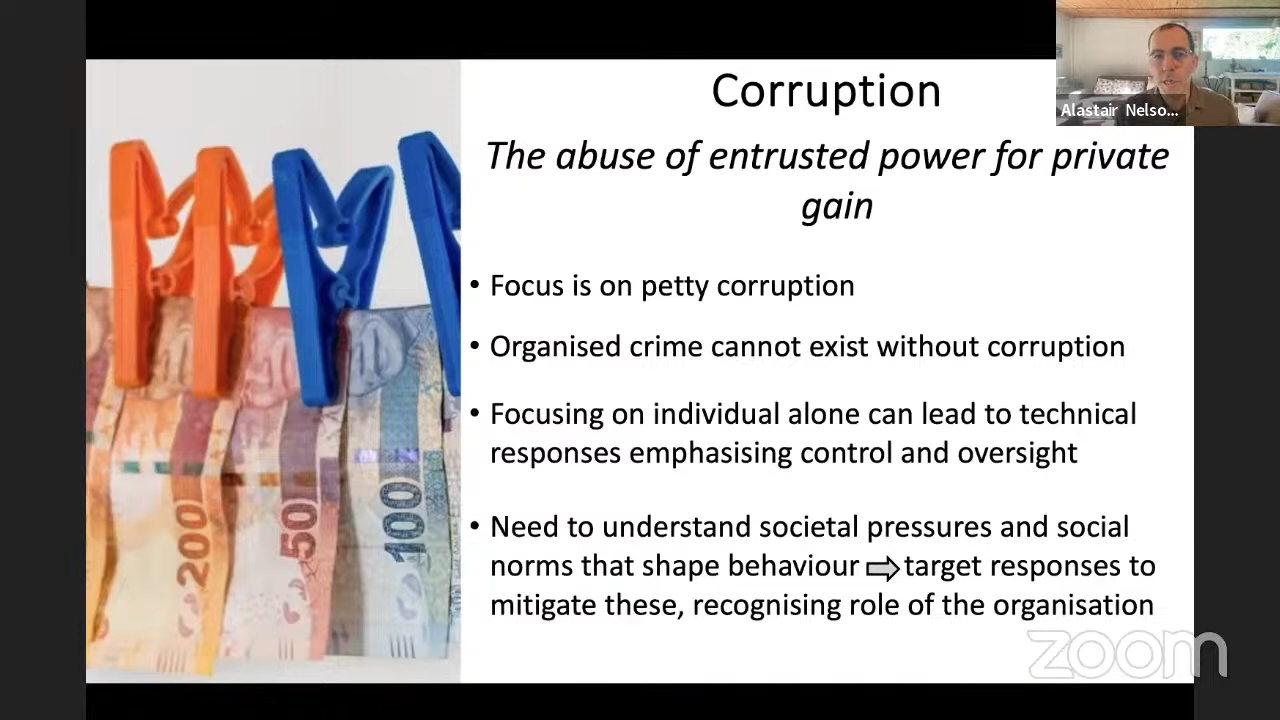 Corruption
Alastair Nelso...
The abuse of entrusted power for private
gain
• Focus is on petty corruption
• Organised crime cannot exist without corruption
• Focusing on individual alone can lead to technical
responses emphasising control and oversight
• Need to understand societal pressures and social
norms that shape behaviour ⇨ target responses to
mitigate these, recognising role of the organisation
200
50
100
zoom